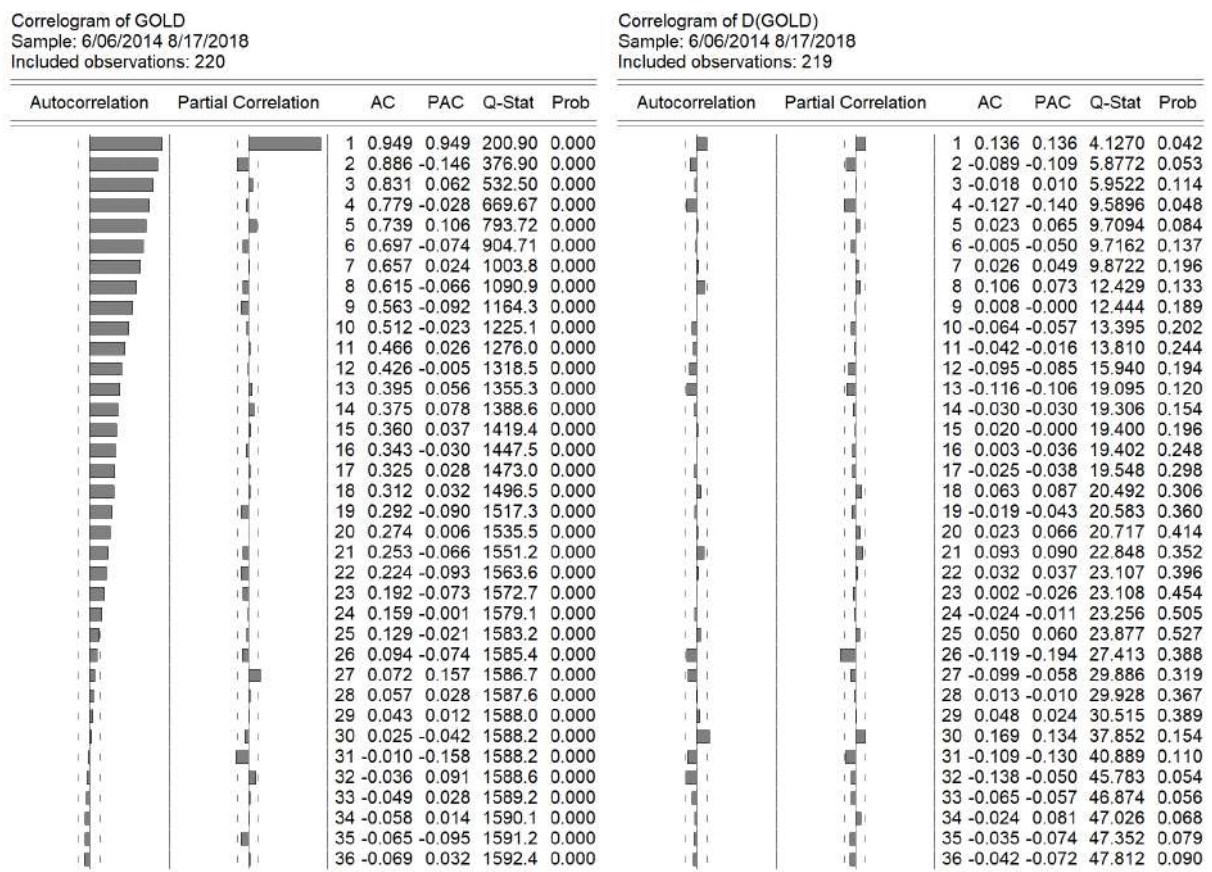 Correlogram of GOLD
Sample: 6/06/2014 8/17/2018
Included observations: 220
Autocorrelation Partial Correlation AC PAC Q-Stat Prob
1 0.949 0.949 200.90 0.000
2 0.886 -0.146 376.90 0.000
3 0.831 0.062 532.50 0.000
4 0.779 -0.028 669.67 0.000
5 0.739 0.106 793.72 0.000
6 0.697 -0.074 904.71 0.000
7 0.657 0.024 1003.8 0.000
8 0.615 -0.066 1090.9 0.000
9 0.563 -0.092 1164.3 0.000
10 0.512 -0.023 1225.1 0.000
11 0.466 0.026 1276.0 0.000
12 0.426 -0.005 1318.5 0.000
13 0.395 0.056 1355.3 0.000
14 0.375 0.078 1388.6 0.000
15 0.360 0.037 1419.4 0.000
16 0.343 -0.030 1447.5 0.000
17 0.325 0.028 1473.0 0.000
18 0.312 0.032 1496.5 0.000
19 0.292 -0.090 1517.3 0.000
20 0.274 0.006 1535.5 0.000
21 0.253 -0.066 1551.2 0.000
22 0.224 -0.093 1563.6 0.000
23 0.192 -0.073 1572.7 0.000
24 0.159 -0.001 1579.1 0.000
25 0.129 -0.021 1583.2 0.000
26 0.094 -0.074 1585.4 0.000
27 0.072 0.157 1586.7 0.000
28 0.057 0.028 1587.6 0.000
29 0.043 0.012 1588.0 0.000
30 0.025 -0.042 1588.2 0.000
31 -0.010 -0.158 1588.2 0.000
32 -0.036 0.091 1588.6 0.000
33 -0.049 0.028 1589.2 0.000
34 -0.058 0.014 1590.1 0.000
35 -0.065 -0.095 1591.2 0.000
36 -0.069 0.032 1592.4 0.000
Correlogram of D(GOLD)
Sample: 6/06/2014 8/17/2018
Included observations: 219
Autocorrelation Partial Correlation AC PAC Q-Stat Prob
1 0.136 0.136 4.1270 0.042
2 -0.089 -0.109 5.8772 0.053
3 -0.018 0.010 5.9522 0.114
4 -0.127 -0.140 9.5896 0.048
5 0.023 0.065 9.7094 0.084
6 -0.005 -0.050 9.7162 0.137
7 0.026 0.049 9.8722 0.196
8 0.106 0.073 12.429 0.133
9 0.008 -0.000 12.444 0.189
10 -0.064 -0.057 13.395 0.202
11 -0.042 -0.016 13.810 0.244
12 -0.095 -0.085 15.940 0.194
13 -0.116 -0.106 19.095 0.120
14 -0.030 -0.030 19.306 0.154
15 0.020 -0.000 19.400 0.196
16 0.003 -0.036 19.402 0.248
17 -0.025 -0.038 19.548 0.298
18 0.063 0.087 20.492 0.306
19 -0.019 -0.043 20.583 0.360
20 0.023 0.066 20.717 0.414
21 0.093 0.090 22.848 0.352
22 0.032 0.037 23.107 0.396
23 0.002 -0.026 23.108 0.454
24 -0.024 -0.011 23.256 0.505
25 0.050 0.060 23.877 0.527
26 -0.119 -0.194 27.413 0.388
27 -0.099 -0.058 29.886 0.319
28 0.013 -0.010 29.928 0.367
29 0.048 0.024 30.515 0.389
30 0.169 0.134 37.852 0.154
31 -0.109 -0.130 40.889 0.110
32 -0.138 -0.050 45.783 0.054
33 -0.065 -0.057 46.874 0.056
34 -0.024 0.081 47.026 0.068
35 -0.035 -0.074 47.352 0.079
36 -0.042 -0.072 47.812 0.090